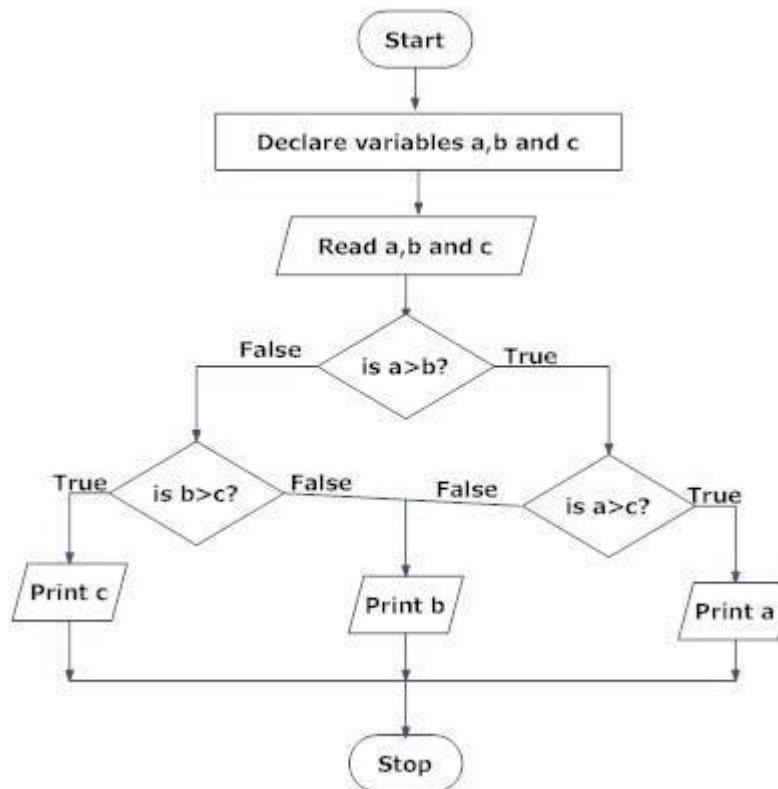 Start
Declare variables a,b and c
Read a,b and c
False
True
is a>b?
True
is b>c?
False
False
is a>c?
True
Print c
Print b
Print a
Stop